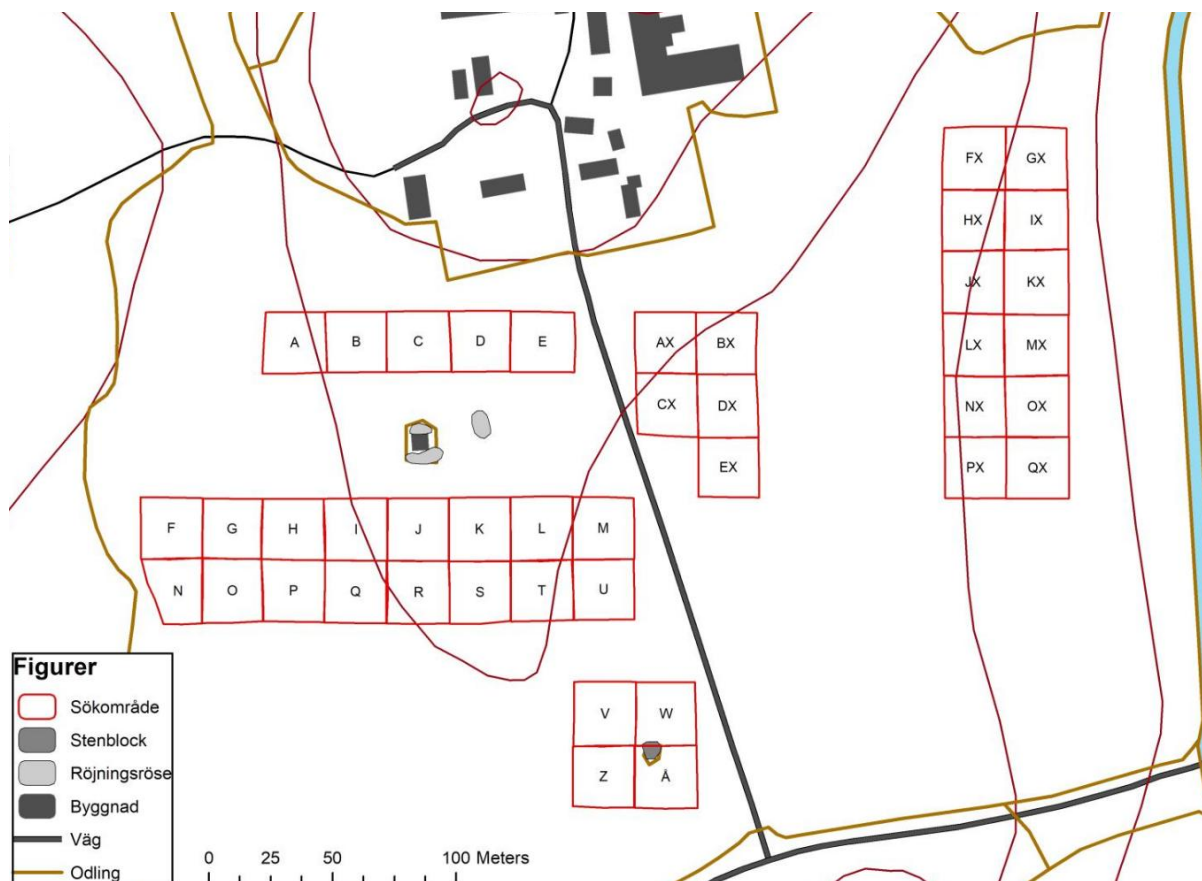 FX GX
HX IX
A B C D E AX BX JX KX
LX MX
CX DX NX OX
EX PX QX
F G H I J K L M
N O P Q R S T U
V W
Z Å
Figurer
Sökområde
Stenblock
Röjningsröse
Byggnad
Väg
Odling
0 25 50 100 Meters